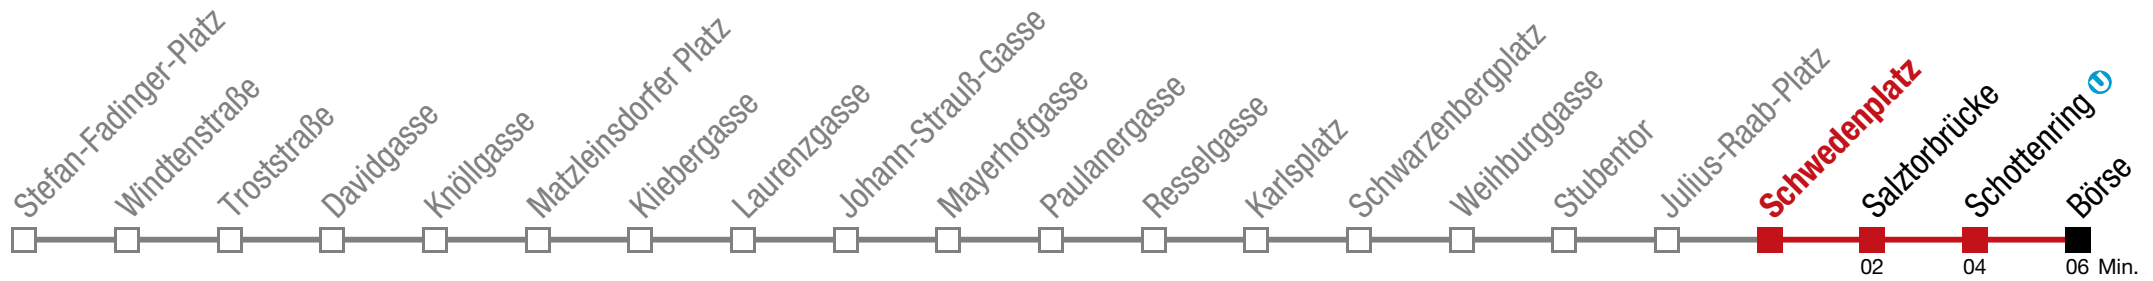 Stefan-Fadinger-Platz
Windtenstraße
Troststraße
Davidgasse
Knöllgasse
Matzleinsdorfer Platz
Kliebergasse
Laurenzgasse
Johann-Strauß-Gasse
Mayerhofgasse
Paulanergasse
Resselgasse
Karlsplatz
Schwarzenbergplatz
Weihburggasse
Stubentor
Julius-Raab-Platz
Schwedenplatz
Salztorbrücke
Schottenring U
Börse
02 04 06 Min.